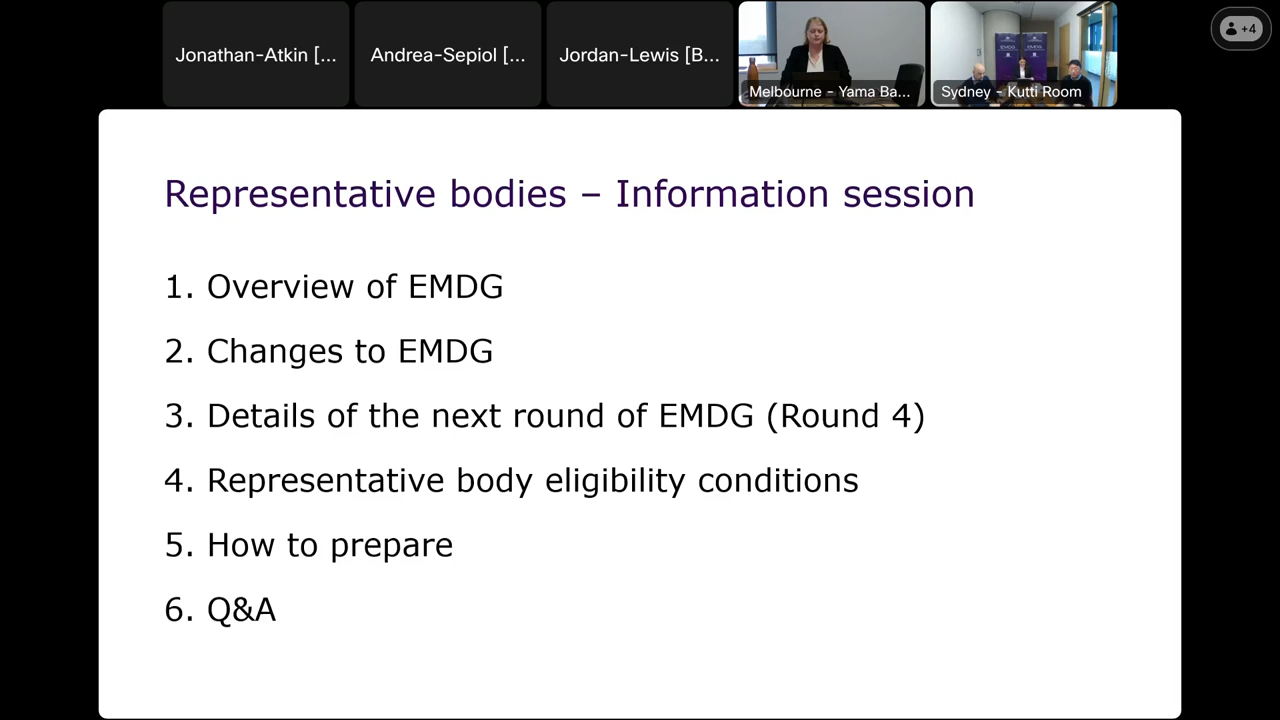 Jonathan-Atkin [...
Andrea-Sepiol [...
Jordan-Lewis [B...
Melbourne - Yama Ba...
EMDG EMDG
Sydney - Kutti Room
+4
Representative bodies – Information session
1. Overview of EMDG
2. Changes to EMDG
3. Details of the next round of EMDG (Round 4)
4. Representative body eligibility conditions
5. How to prepare
6. Q&A